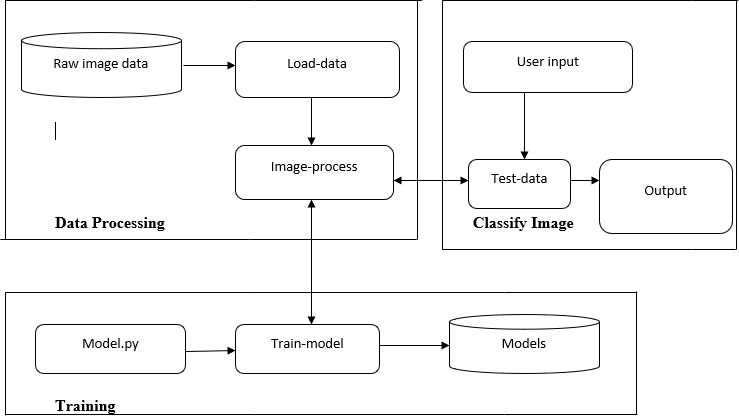 Raw image data
Load-data
Image-process
Data Processing
User input
Test-data
Output
Classify Image
Model.py
Train-model
Models
Training